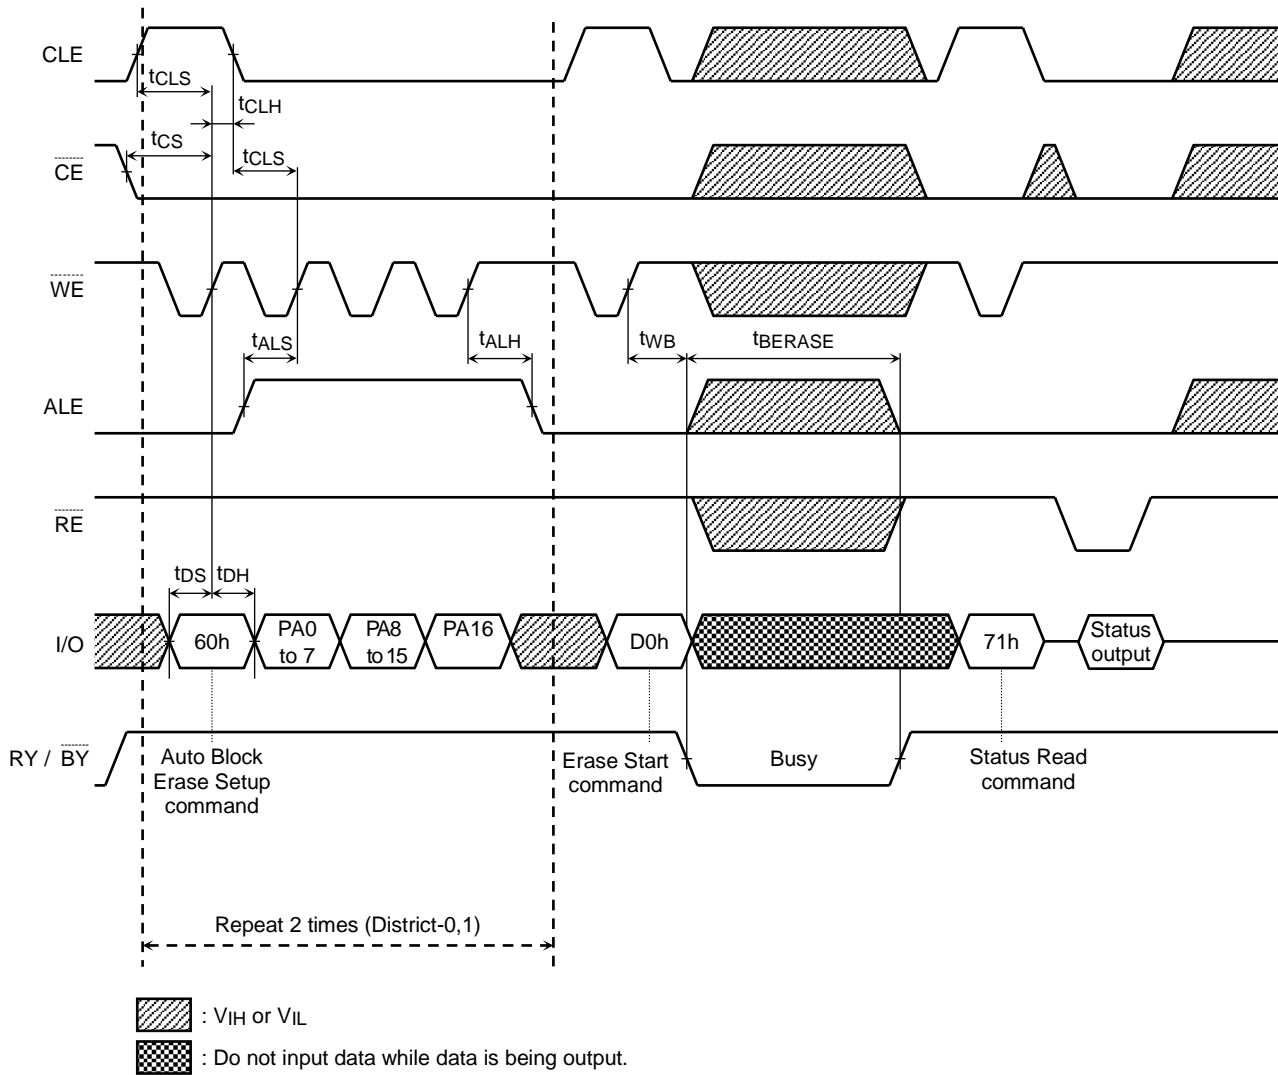 CLE
tCLS
tCLH
tCS
CE
tCLS
WE
tALS
tALH
tWB
tBERASE
ALE
RE
tDS
tDH
I/O
60h
PA0
to 7
PA8
to 15
PA16
D0h
71h
Status
output
RY / BY
Auto Block
Erase Setup
command
Erase Start
command
Busy
Status Read
command
Repeat 2 times (District-0,1)
: VIH or VIL
: Do not input data while data is being output.